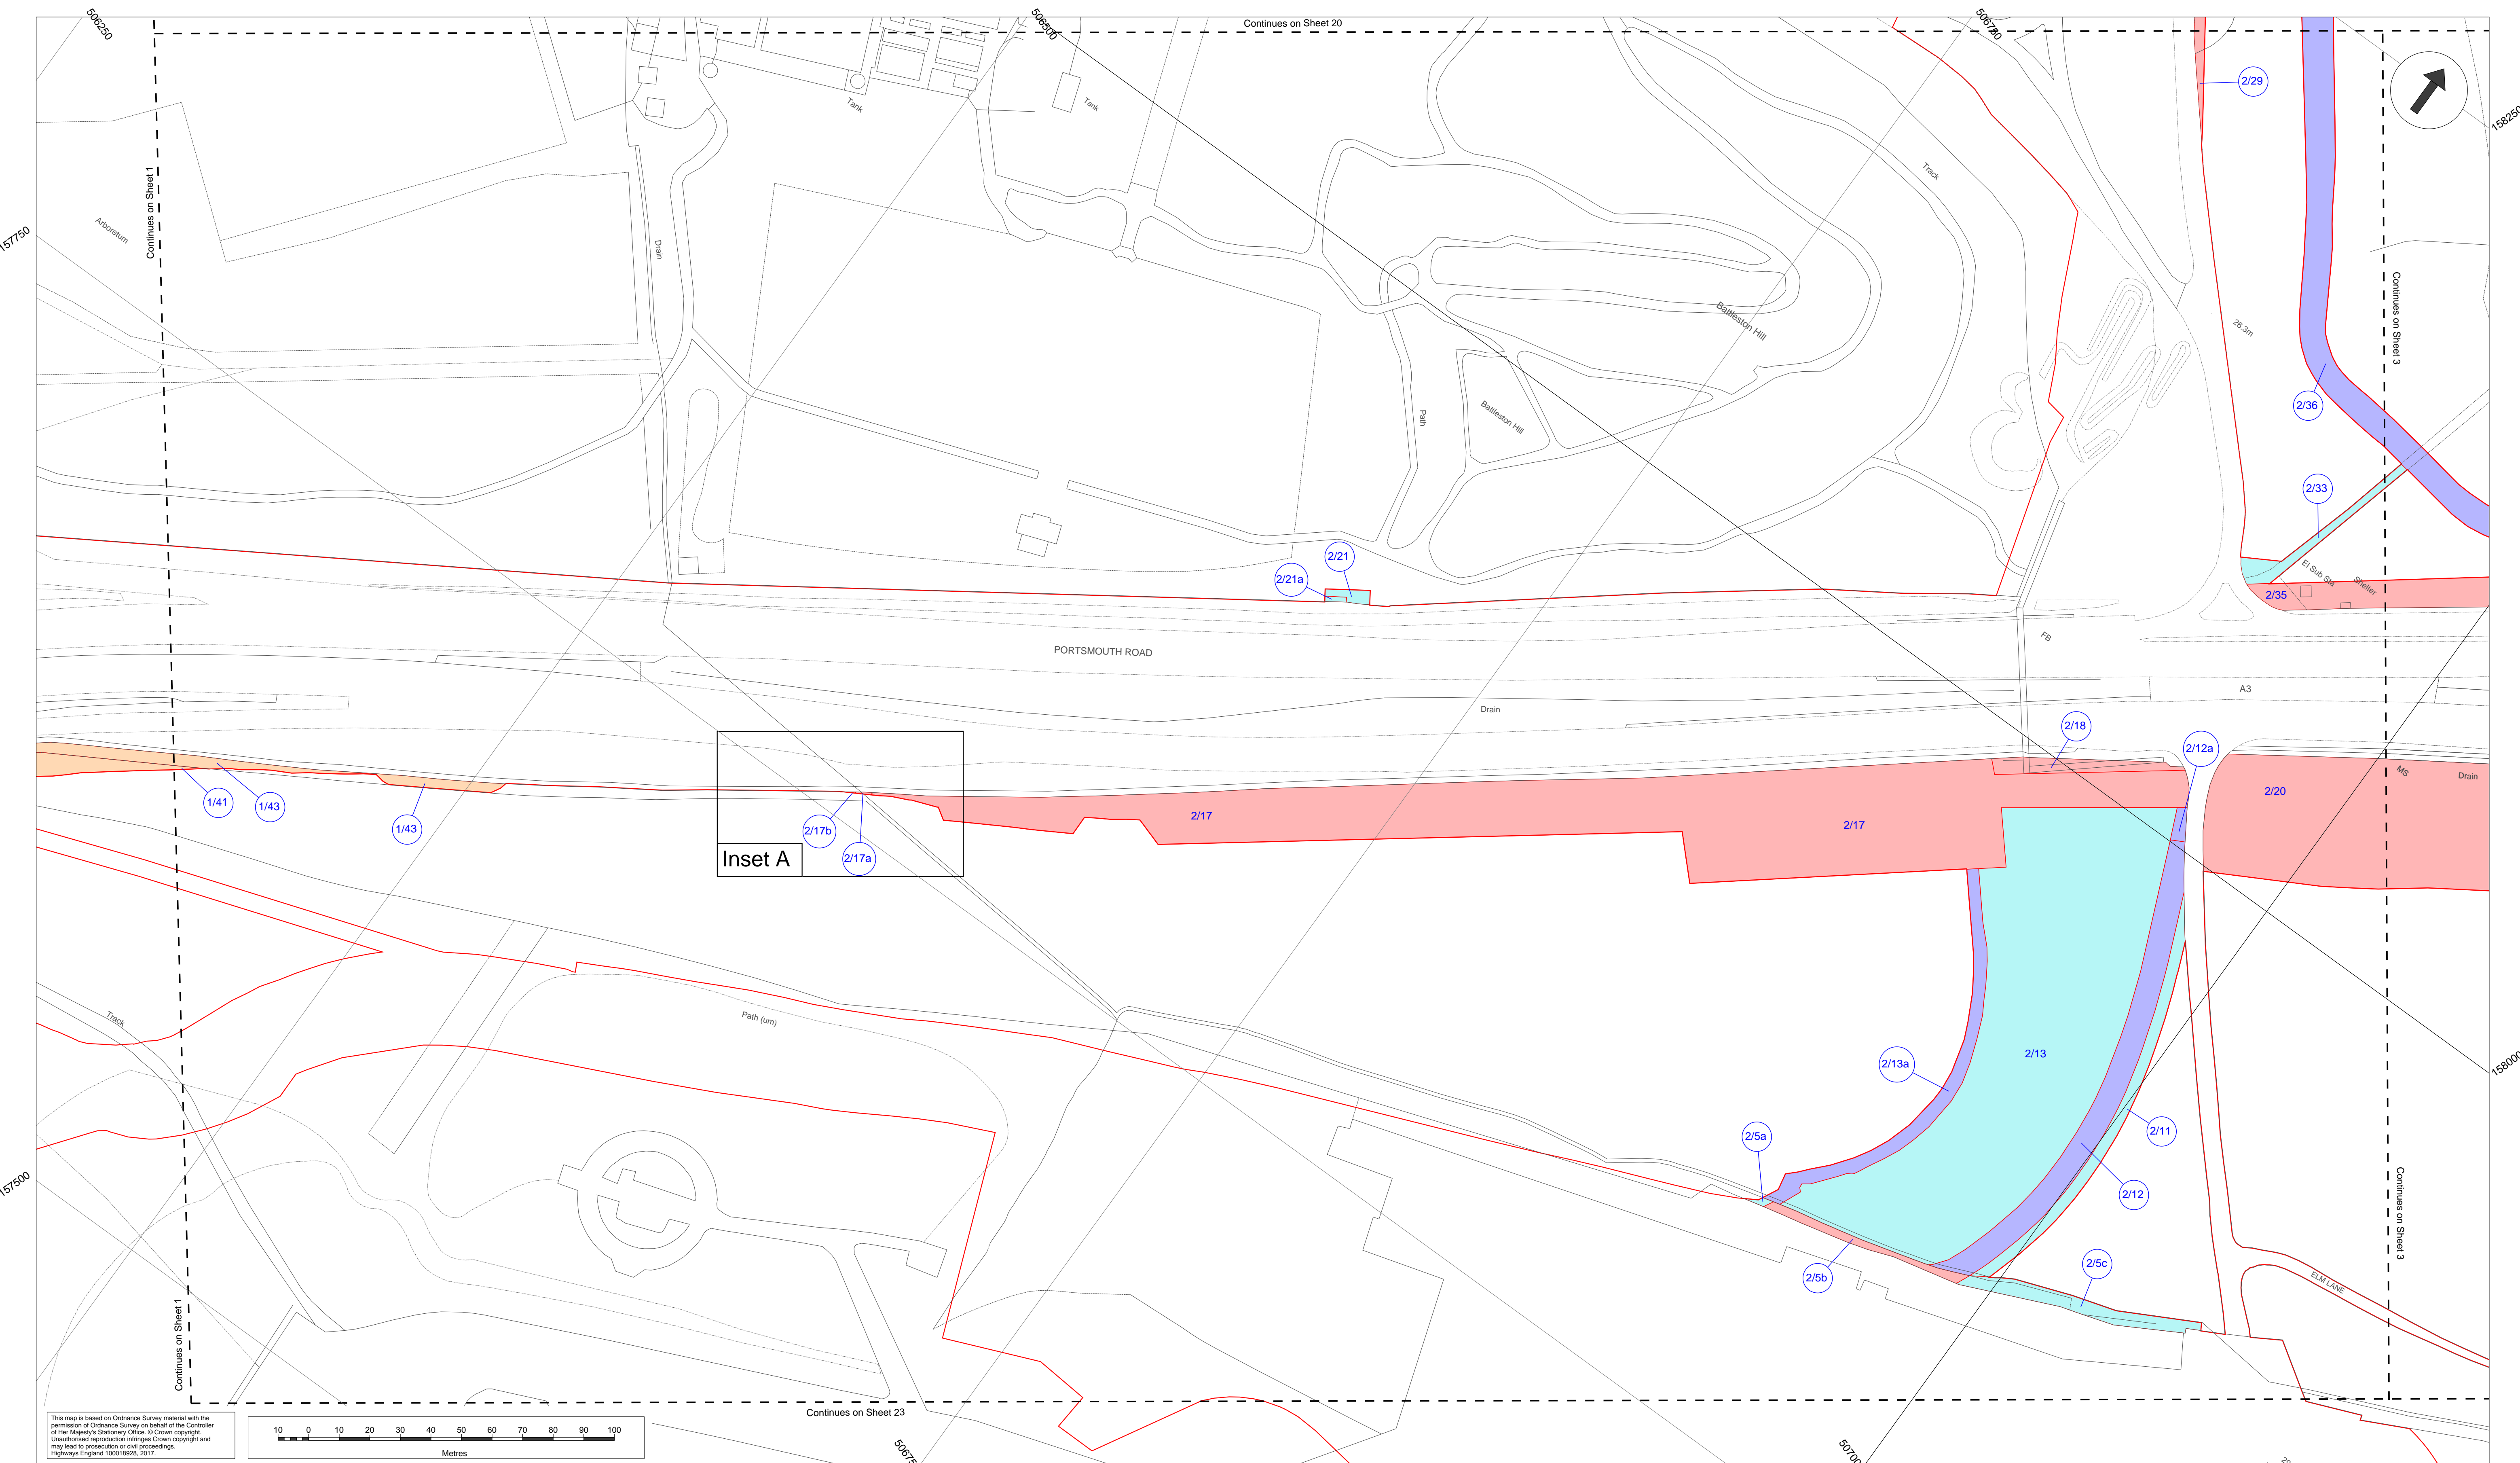 506250
506500
Continues on Sheet 20
506750
2/29
158250
Tank
Tank
Track
Continues on Sheet 1
Arboretum
157750
Drain
Continues on Sheet 3
Battleston Hill
26.3m
2/36
Path
Battleston Hill
2/33
2/21
2/21a
El Sub Sta
Shelter
2/35
FB
PORTSMOUTH ROAD
A3
Drain
2/18
2/12a
MS
Drain
2/20
1/41
1/43
1/43
2/17b
2/17a
2/17
2/17
Inset A
Track
Path (um)
2/13
2/13a
158000
2/5a
2/11
2/12
157500
Continues on Sheet 3
2/5b
2/5c
ELM LANE
Continues on Sheet 1
Continues on Sheet 23
This map is based on Ordnance Survey material with the
permission of Ordnance Survey on behalf of the Controller
of Her Majesty's Stationery Office. © Crown copyright.
Unauthorised reproduction infringes Crown copyright and
may lead to prosecution or civil proceedings.
Highways England 100018928, 2017.
10 0 10 20 30 40 50 60 70 80 90 100
Metres
50675
50700